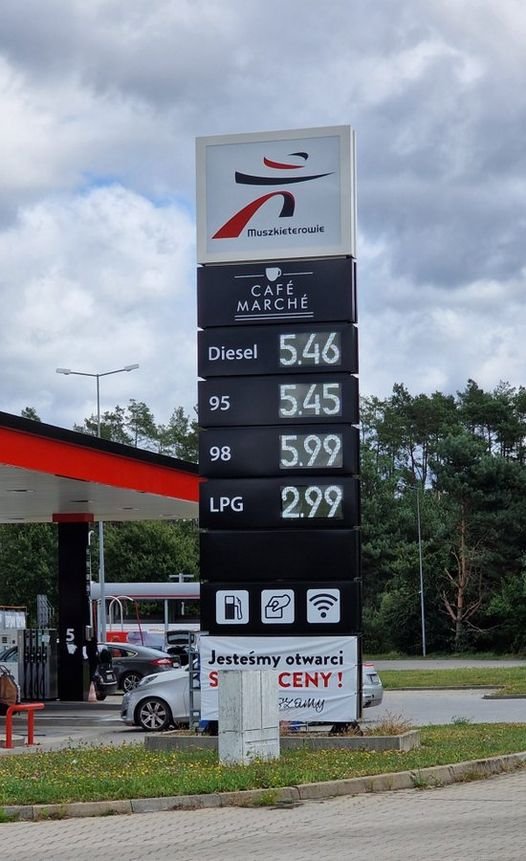 Muszkieterowie
CAFÉ
MARCHÉ
Diesel 5.46
95 5.45
98 5.99
LPG 2.99
5
Jesteśmy otwarci
CENY !